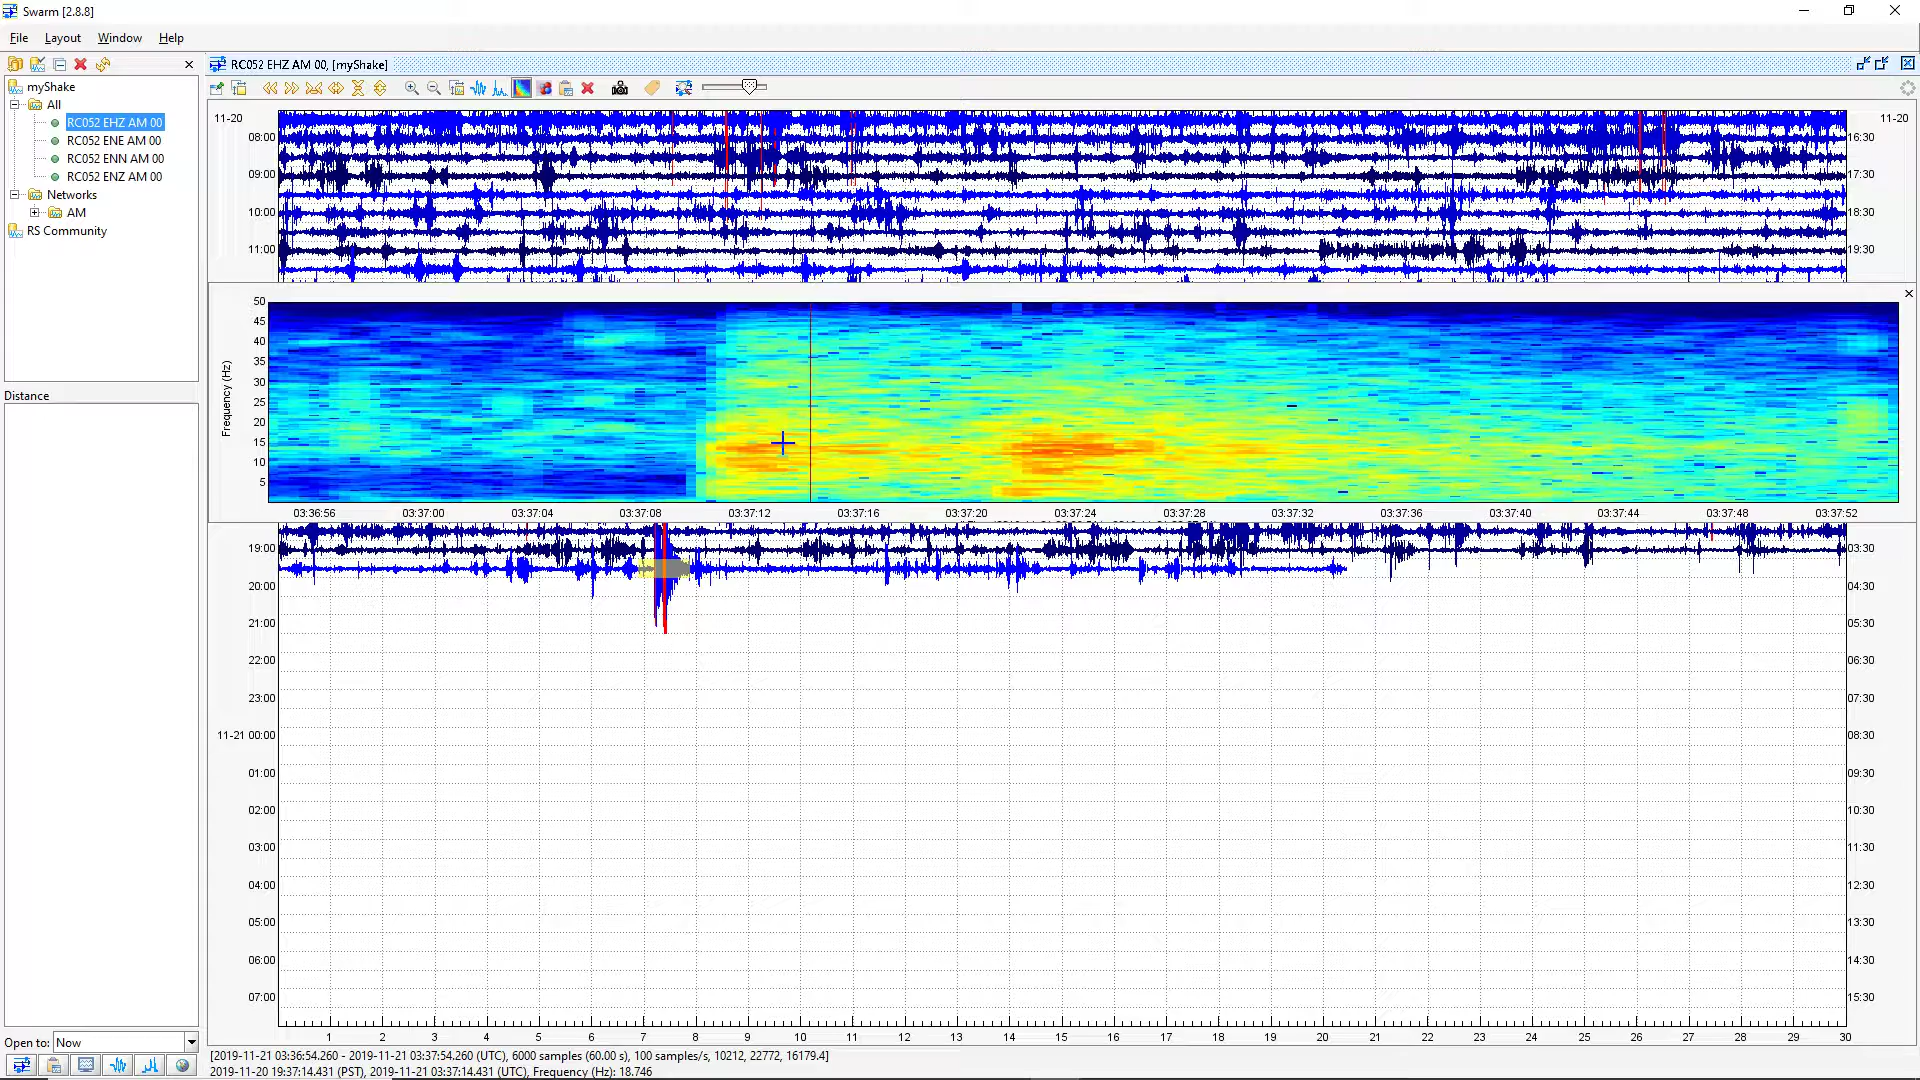 Swarm [2.8.8]
File Layout Window Help
RC052 EHZ AM 00, [myShake]
myShake
All
RC052 EHZ AM 00
RC052 ENE AM 00
RC052 ENN AM 00
RC052 ENZ AM 00
Networks
AM
RS Community
Distance
Open to: Now
11-20 11-20
08:00 16:30
09:00 17:30
10:00 18:30
11:00 19:30
Frequency (Hz)
50
45
40
35
30
25
20
15
10
5
03:36:56 03:37:00 03:37:04 03:37:08 03:37:12 03:37:16 03:37:20 03:37:24 03:37:28 03:37:32 03:37:36 03:37:40 03:37:44 03:37:48 03:37:52
19:00 03:30
20:00 04:30
21:00 05:30
22:00 06:30
23:00 07:30
11-21 00:00 08:30
01:00 09:30
02:00 10:30
03:00 11:30
04:00 12:30
05:00 13:30
06:00 14:30
07:00 15:30
1 2 3 4 5 6 7 8 9 10 11 12 13 14 15 16 17 18 19 20 21 22 23 24 25 26 27 28 29 30
[2019-11-21 03:36:54.260 - 2019-11-21 03:37:54.260 (UTC), 6000 samples (60.00 s), 100 samples/s, 10212, 22772, 16179.4]
2019-11-20 19:37:14.431 (PST), 2019-11-21 03:37:14.431 (UTC), Frequency (Hz): 18.746